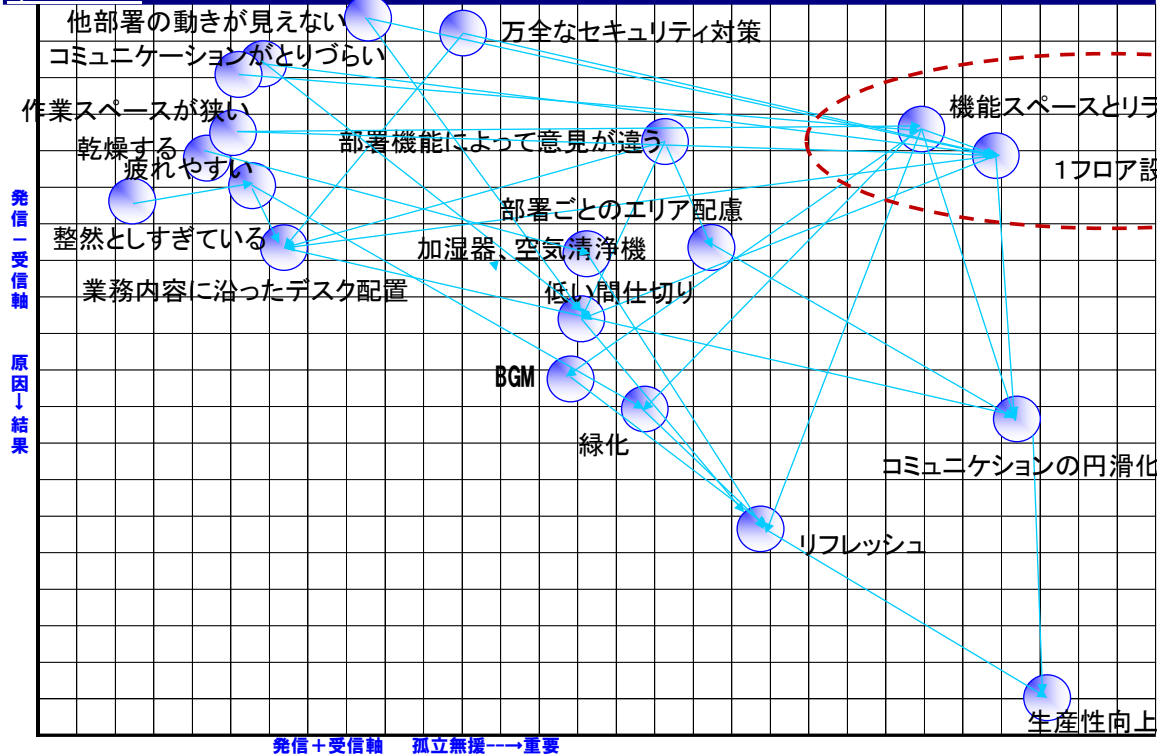 他部署の動きが見えない
万全なセキュリティ対策
コミュニケーションがとりづらい
作業スペースが狭い
機能スペースとリラ
部署機能によって意見が違う
乾燥する
疲れやすい
1フロア設
部署ごとのエリア配慮
整然としすぎている
加湿器、空気清浄機
業務内容に沿ったデスク配置
低い間仕切り
BGM
緑化
コミュニケションの円滑化
リフレッシュ
生産性向上
発信－受信軸　原因→結果
発信＋受信軸　孤立無援---→重要